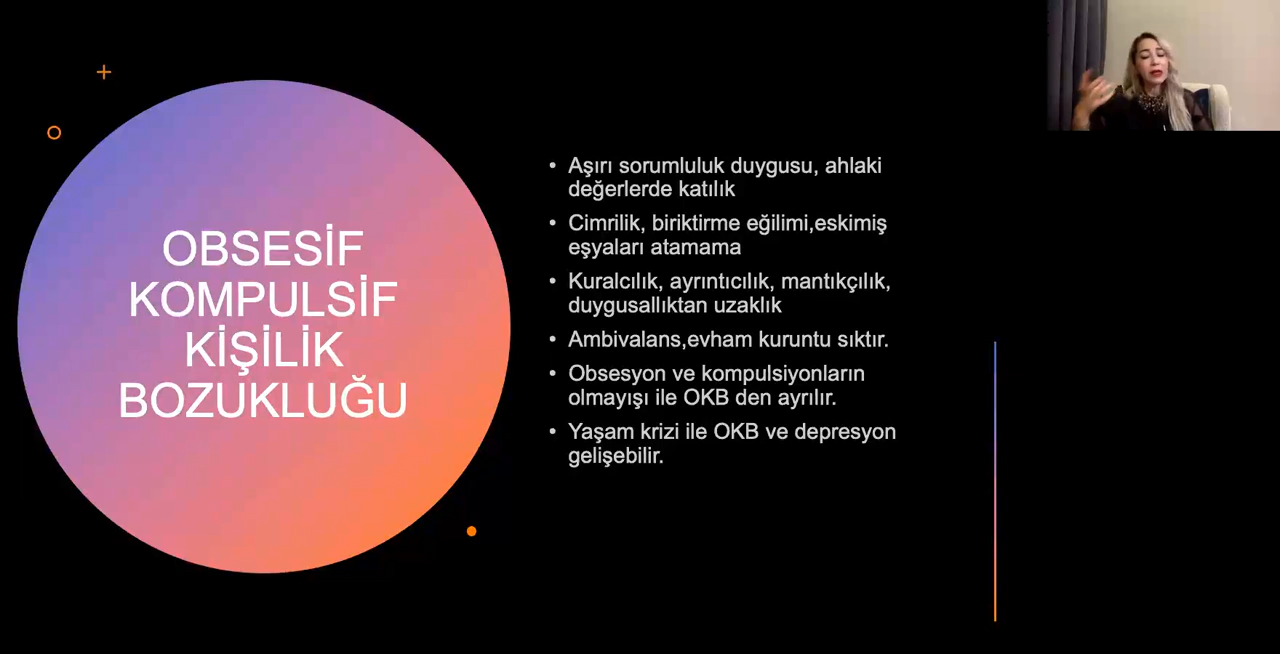 OBSESİF
KOMPULSİF
KİŞİLİK
BOZUKLUĞU
• Aşırı sorumluluk duygusu, ahlaki
değerlerde katılık
• Cimrilik, biriktirme eğilimi,eskimiş
eşyaları atamama
• Kuralcılık, ayrıntıcılık, mantıkçılık,
duygusallıktan uzaklık
• Ambivalans,evham kuruntu sıktır.
• Obsesyon ve kompulsiyonların
olmayışı ile OKB den ayrılır.
• Yaşam krizi ile OKB ve depresyon
gelişebilir.